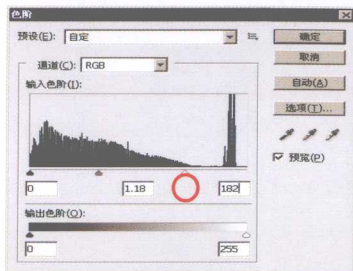 色阶
预设(E): 自定
确定
取消
自动(A)
选项(T)...
预览(P)
通道(C): RGB
输入色阶(I):
0 1.18 182
输出色阶(O):
0 255